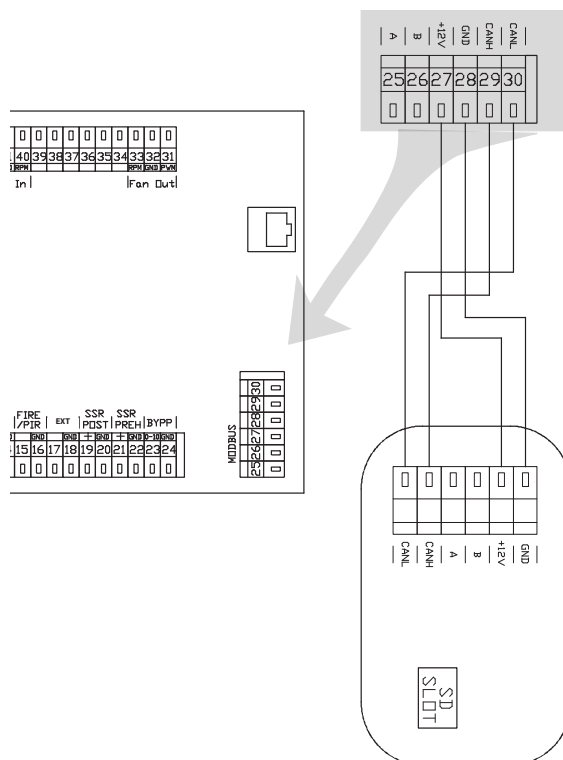 A B +12V GND CANH CANL
25 26 27 28 29 30
40 39 38 37 36 35 34 33 32 31
RPM RPM GND PWM
In Fan Out
FIRE /PIR EXT SSR POST SSR PREH BYPP
GND GND + GND + GND 0-10 GND
15 16 17 18 19 20 21 22 23 24
MODBUS
25 26 27 28 29 30
CANL CANH A B +12V GND
SD
SLOT